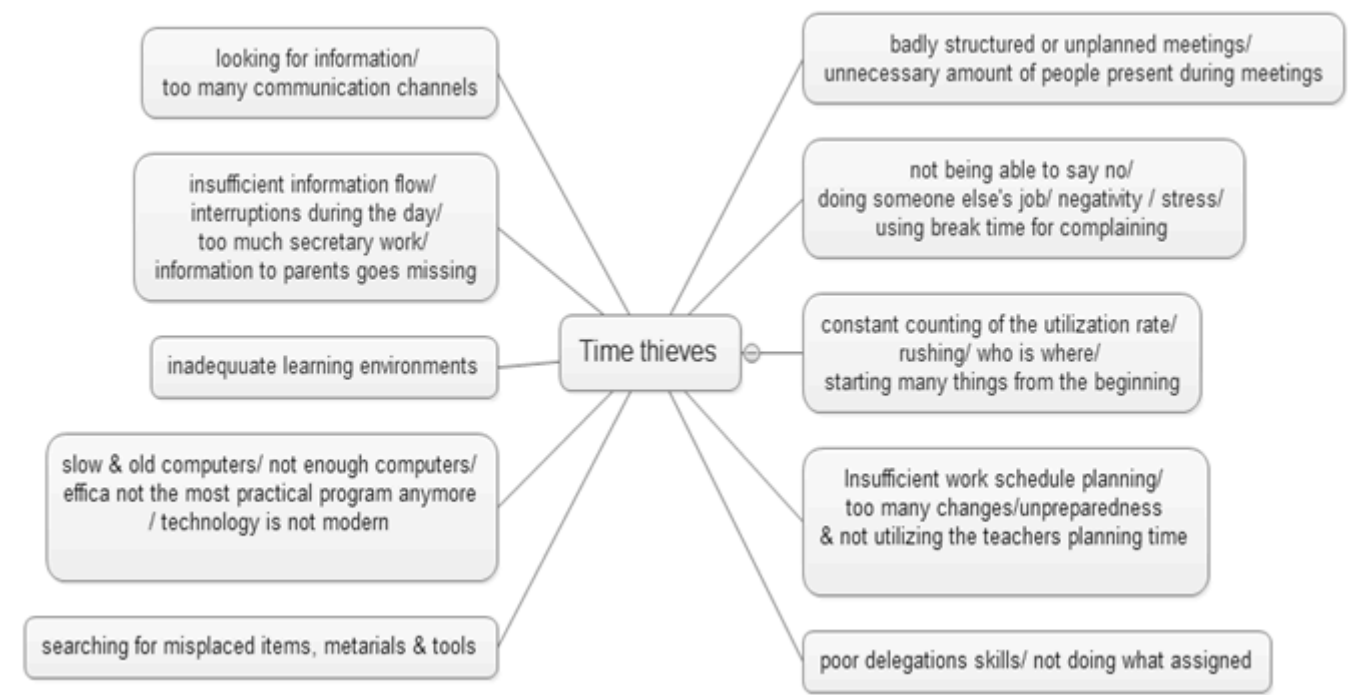 looking for information/
too many communication channels
insufficient information flow/
interruptions during the day/
too much secretary work/
information to parents goes missing
inadequuate learning environments
slow & old computers/ not enough computers/
effica not the most practical program anymore
/ technology is not modern
searching for misplaced items, metarials & tools
Time thieves
badly structured or unplanned meetings/
unnecessary amount of people present during meetings
not being able to say no/
doing someone else's job/ negativity / stress/
using break time for complaining
constant counting of the utilization rate/
rushing/ who is where/
starting many things from the beginning
Insufficient work schedule planning/
too many changes/unpreparedness
& not utilizing the teachers planning time
poor delegations skills/ not doing what assigned